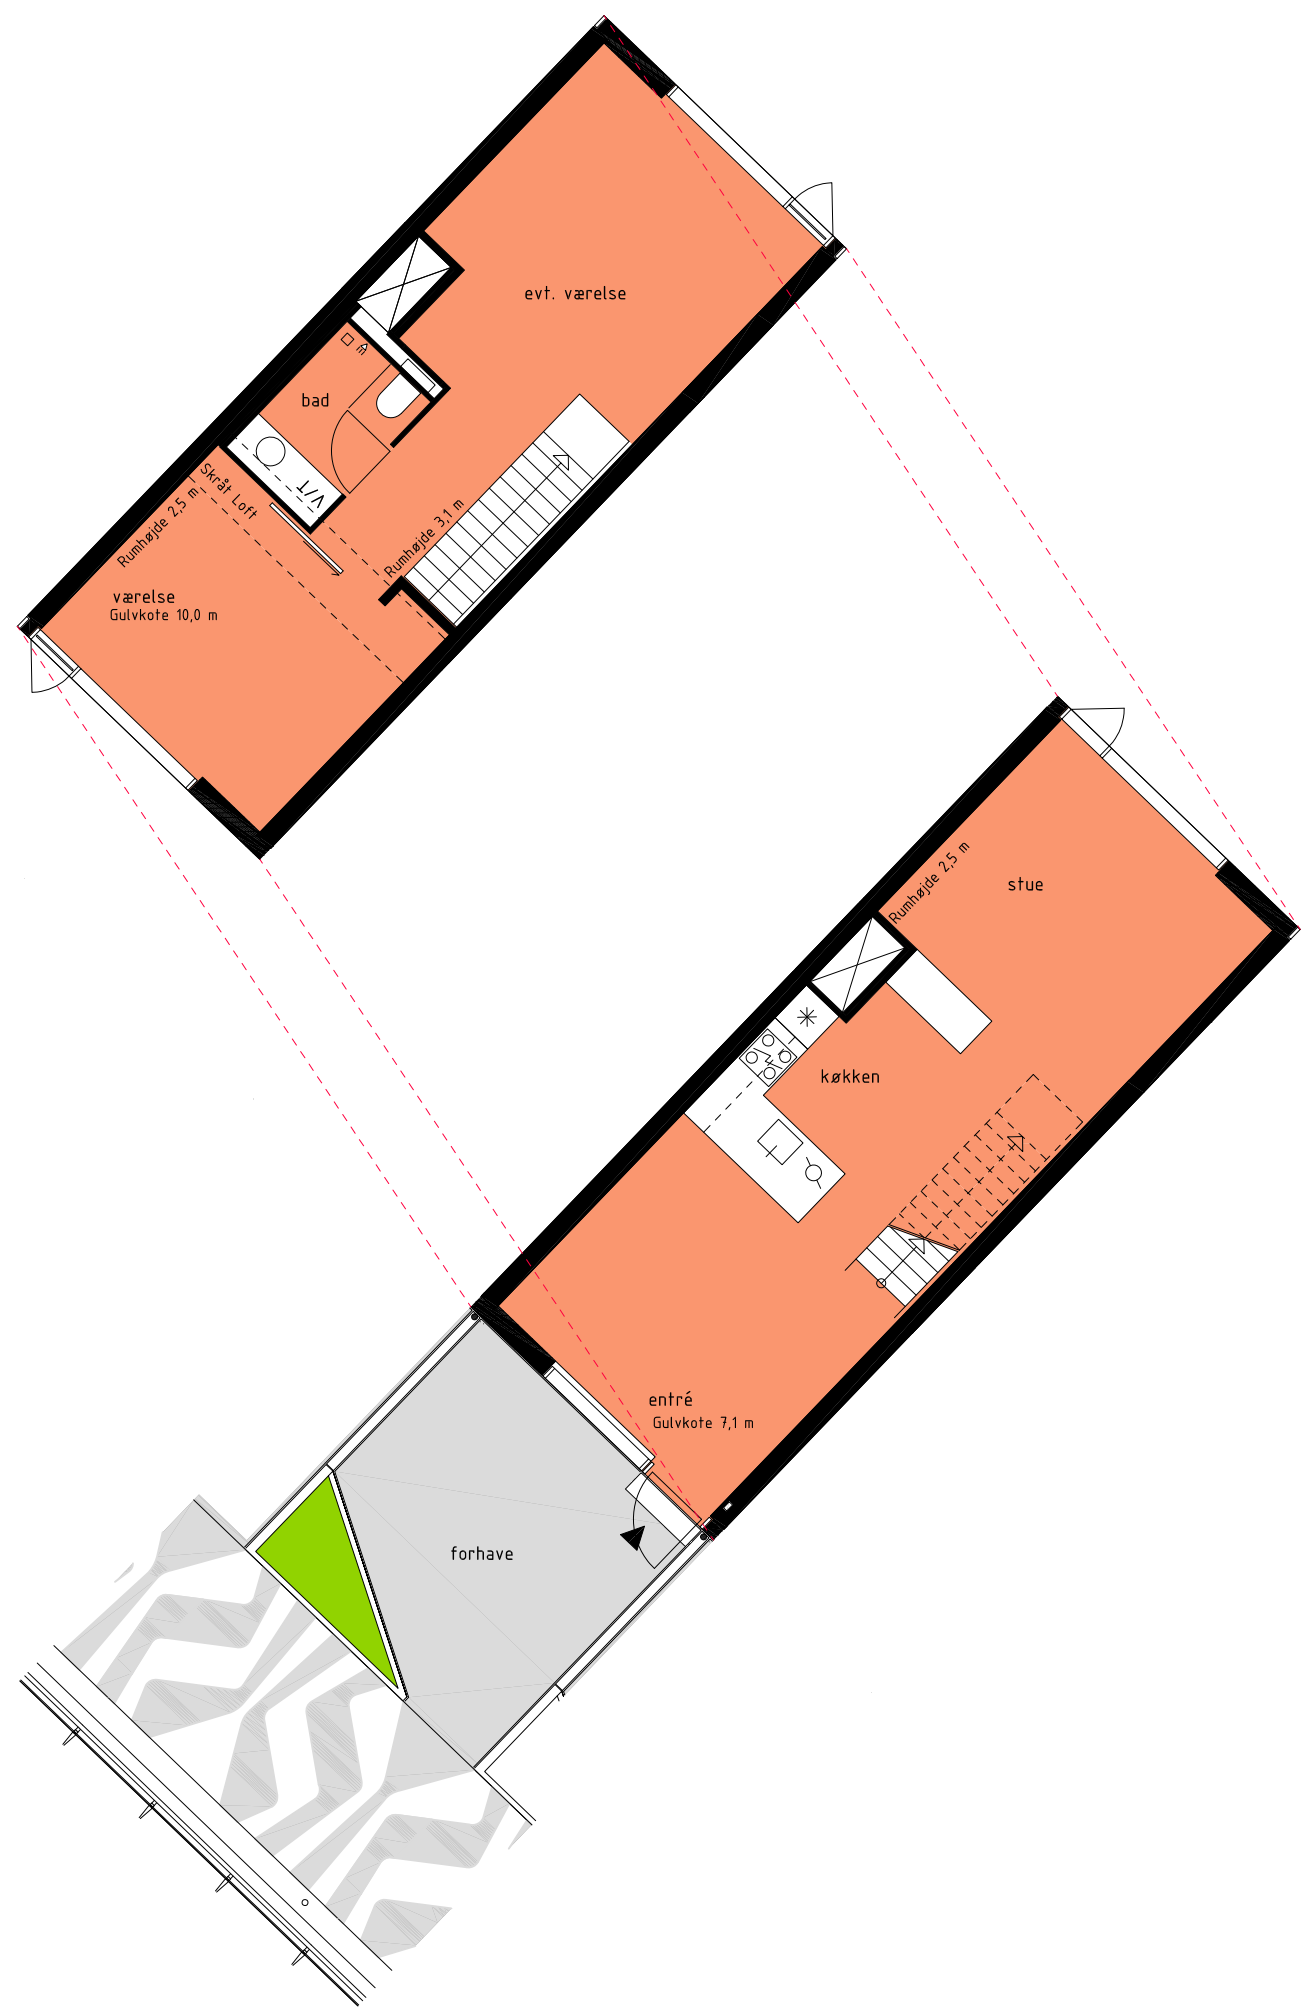 evt. værelse
bad
V/T
Skråt Loft
Rumhøjde 2,5 m
Rumhøjde 3,1 m
værelse
Gulvkote 10,0 m
Rumhøjde 2,5 m
stue
køkken
entré
Gulvkote 7,1 m
forhave